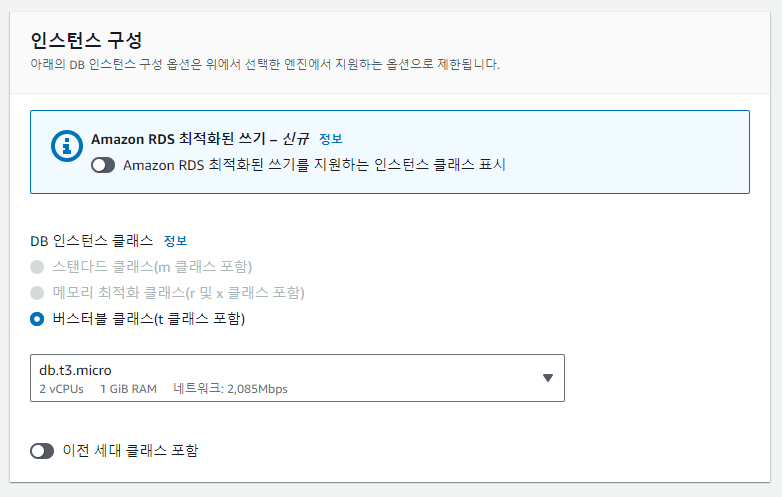 인스턴스 구성
아래의 DB 인스턴스 구성 옵션은 위에서 선택한 엔진에서 지원하는 옵션으로 제한됩니다.
Amazon RDS 최적화된 쓰기 – 신규 정보
Amazon RDS 최적화된 쓰기를 지원하는 인스턴스 클래스 표시
DB 인스턴스 클래스 정보
스탠다드 클래스(m 클래스 포함)
메모리 최적화 클래스(r 및 x 클래스 포함)
버스터블 클래스(t 클래스 포함)
db.t3.micro
2 vCPUs 1 GiB RAM 네트워크: 2,085Mbps
이전 세대 클래스 포함